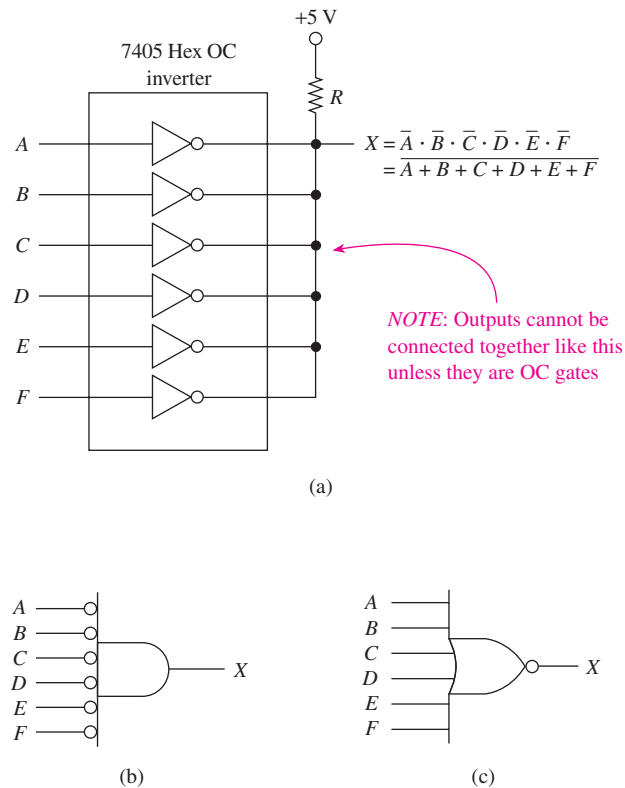 +5 V
7405 Hex OC
inverter
R
A
B
C
D
E
F
X = A̅ · B̅ · C̅ · D̅ · E̅ · F̅
= A̅ ̅+̅ ̅B̅ ̅+̅ ̅C̅ ̅+̅ ̅D̅ ̅+̅ ̅E̅ ̅+̅ ̅F̅
NOTE: Outputs cannot be
connected together like this
unless they are OC gates
(a)
A
B
C
D
E
F
X
(b)
A
B
C
D
E
F
X
(c)